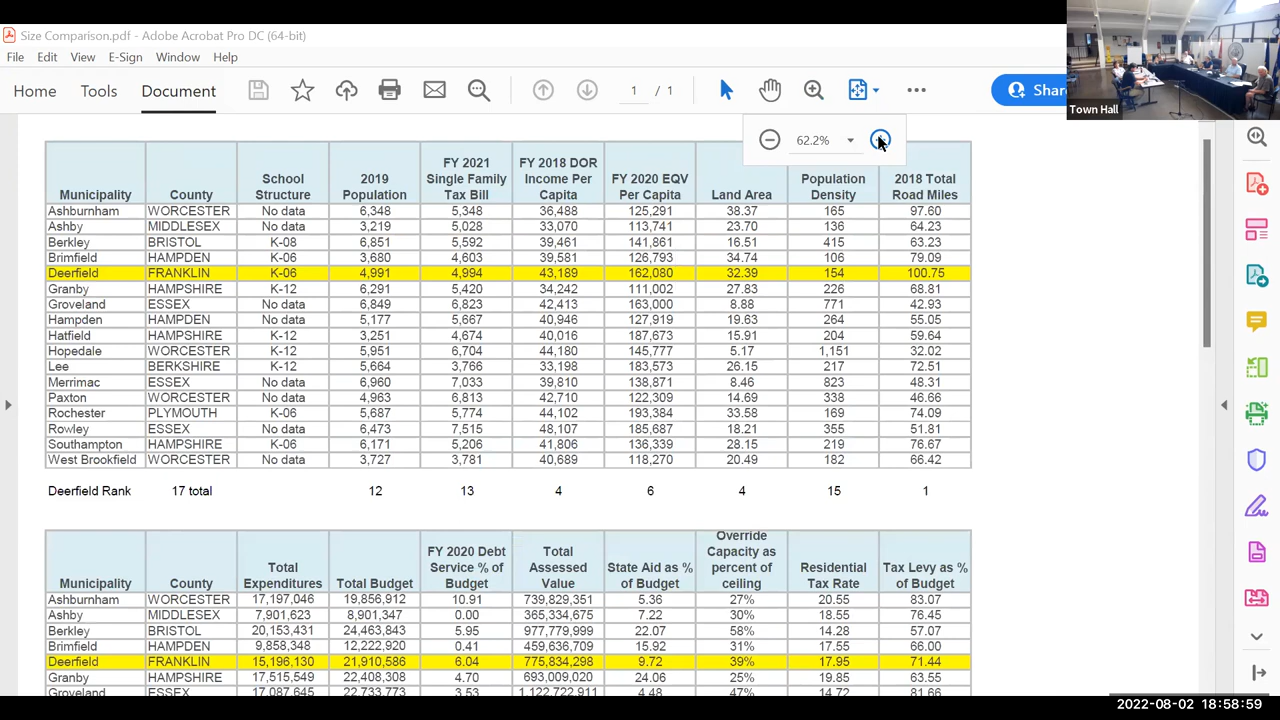 Size Comparison.pdf - Adobe Acrobat Pro DC (64-bit)
File Edit View E-Sign Window Help
Home Tools Document 1 / 1 Shar
Town Hall
62.2%
Municipality County School Structure 2019 Population FY 2021 Single Family Tax Bill FY 2018 DOR Income Per Capita FY 2020 EQV Per Capita Land Area Population Density 2018 Total Road Miles
Ashburnham WORCESTER No data 6,348 5,348 36,488 125,291 38.37 165 97.60
Ashby MIDDLESEX No data 3,219 5,028 33,070 113,741 23.70 136 64.23
Berkley BRISTOL K-08 6,851 5,592 39,461 141,861 16.51 415 63.23
Brimfield HAMPDEN K-06 3,680 4,603 39,581 126,793 34.74 106 79.09
Deerfield FRANKLIN K-06 4,991 4,994 43,189 162,080 32.39 154 100.75
Granby HAMPSHIRE K-12 6,291 5,420 34,242 111,002 27.83 226 68.81
Groveland ESSEX No data 6,849 6,823 42,413 163,000 8.88 771 42.93
Hampden HAMPDEN No data 5,177 5,667 40,946 127,919 19.63 264 55.05
Hatfield HAMPSHIRE K-12 3,251 4,674 40,016 187,673 15.91 204 59.64
Hopedale WORCESTER K-12 5,951 6,704 44,180 145,777 5.17 1,151 32.02
Lee BERKSHIRE K-12 5,664 3,766 33,198 183,573 26.15 217 72.51
Merrimac ESSEX No data 6,960 7,033 39,810 138,871 8.46 823 48.31
Paxton WORCESTER No data 4,963 6,813 42,710 122,309 14.69 338 46.66
Rochester PLYMOUTH K-06 5,687 5,774 44,102 193,384 33.58 169 74.09
Rowley ESSEX No data 6,473 7,515 48,107 185,687 18.21 355 51.81
Southampton HAMPSHIRE K-06 6,171 5,206 41,806 136,339 28.15 219 76.67
West Brookfield WORCESTER No data 3,727 3,781 40,689 118,270 20.49 182 66.42
Deerfield Rank 17 total 12 13 4 6 4 15 1
Municipality County Total Expenditures Total Budget FY 2020 Debt Service % of Budget Total Assessed Value State Aid as % of Budget Override Capacity as percent of ceiling Residential Tax Rate Tax Levy as % of Budget
Ashburnham WORCESTER 17,197,046 19,856,912 10.91 739,829,351 5.36 27% 20.55 83.07
Ashby MIDDLESEX 7,901,623 8,901,347 0.00 365,334,675 7.22 30% 18.55 76.45
Berkley BRISTOL 20,153,431 24,463,843 5.95 977,779,999 22.07 58% 14.28 57.07
Brimfield HAMPDEN 9,858,348 12,222,920 0.41 459,636,709 15.92 31% 17.55 66.00
Deerfield FRANKLIN 15,196,130 21,910,586 6.04 775,834,298 9.72 39% 17.95 71.44
Granby HAMPSHIRE 17,515,549 22,408,308 4.70 693,009,020 24.06 25% 19.85 63.55
Groveland ESSEX 17,087,645 22,733,773 3.53 1,122,722,911 4.48 47% 14.72 81.66
2022-08-02 18:58:59